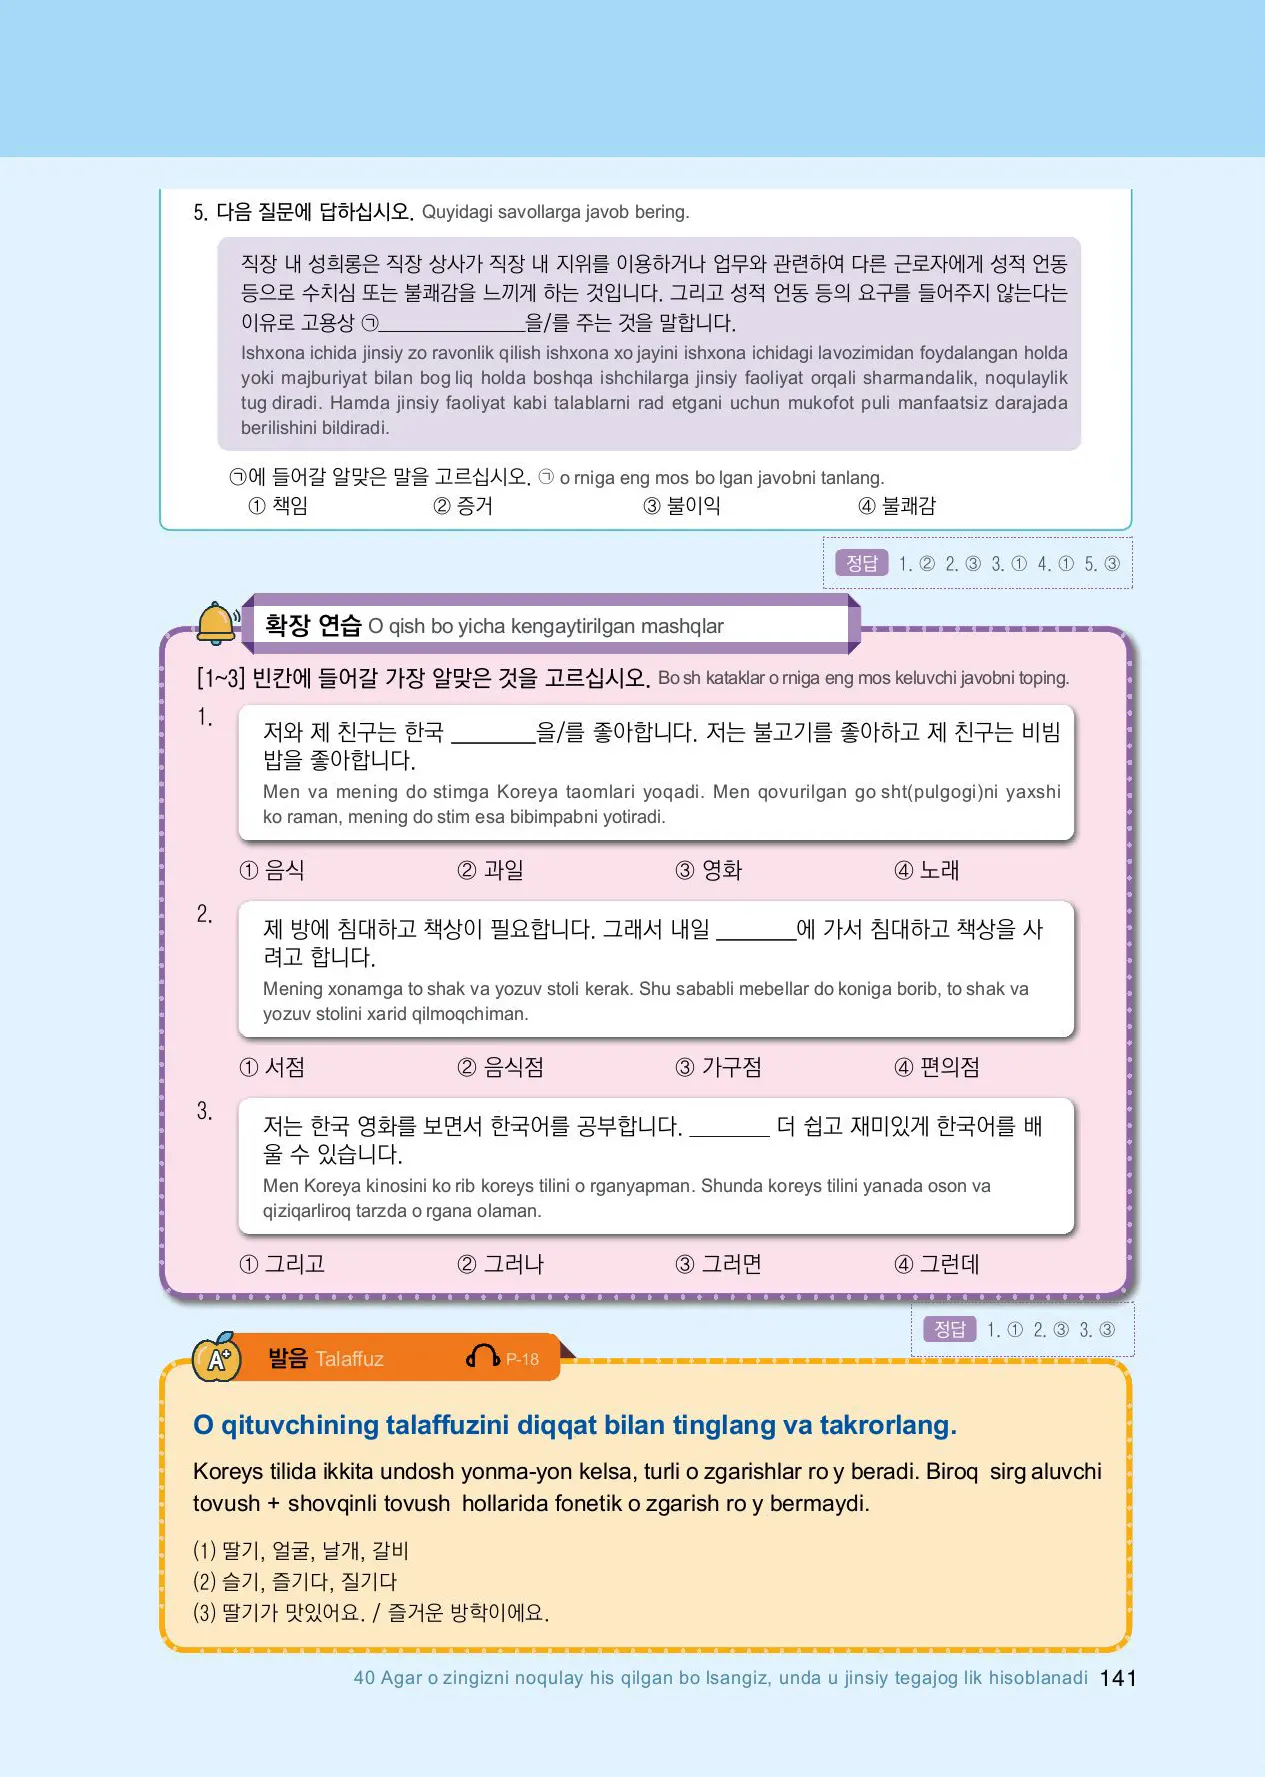 5. 다음 질문에 답하십시오. Quyidagi savollarga javob bering.
직장 내 성희롱은 직장 상사가 직장 내 지위를 이용하거나 업무와 관련하여 다른 근로자에게 성적 언동
등으로 수치심 또는 불쾌감을 느끼게 하는 것입니다. 그리고 성적 언동 등의 요구를 들어주지 않는다는
이유로 고용상 ㉠______________을/를 주는 것을 말합니다.
Ishxona ichida jinsiy zo ravonlik qilish ishxona xo jayini ishxona ichidagi lavozimidan foydalangan holda
yoki majburiyat bilan bog liq holda boshqa ishchilarga jinsiy faoliyat orqali sharmandalik, noqulaylik
tug diradi. Hamda jinsiy faoliyat kabi talablarni rad etgani uchun mukofot puli manfaatsiz darajada
berilishini bildiradi.
㉠에 들어갈 알맞은 말을 고르십시오. ㉠ o rniga eng mos bo lgan javobni tanlang.
① 책임 ② 증거 ③ 불이익 ④ 불쾌감
정답 1. ② 2. ③ 3. ① 4. ① 5. ③
확장 연습 O qish bo yicha kengaytirilgan mashqlar
[1~3] 빈칸에 들어갈 가장 알맞은 것을 고르십시오. Bo sh kataklar o rniga eng mos keluvchi javobni toping.
1.
저와 제 친구는 한국 ________을/를 좋아합니다. 저는 불고기를 좋아하고 제 친구는 비빔
밥을 좋아합니다.
Men va mening do stimga Koreya taomlari yoqadi. Men qovurilgan go sht(pulgogi)ni yaxshi
ko raman, mening do stim esa bibimpabni yotiradi.
① 음식 ② 과일 ③ 영화 ④ 노래
2.
제 방에 침대하고 책상이 필요합니다. 그래서 내일 ________에 가서 침대하고 책상을 사
려고 합니다.
Mening xonamga to shak va yozuv stoli kerak. Shu sababli mebellar do koniga borib, to shak va
yozuv stolini xarid qilmoqchiman.
① 서점 ② 음식점 ③ 가구점 ④ 편의점
3.
저는 한국 영화를 보면서 한국어를 공부합니다. ________ 더 쉽고 재미있게 한국어를 배
울 수 있습니다.
Men Koreya kinosini ko rib koreys tilini o rganyapman. Shunda koreys tilini yanada oson va
qiziqarliroq tarzda o rgana olaman.
① 그리고 ② 그러나 ③ 그러면 ④ 그런데
정답 1. ① 2. ③ 3. ③
A+ 발음 Talaffuz P-18
O qituvchining talaffuzini diqqat bilan tinglang va takrorlang.
Koreys tilida ikkita undosh yonma-yon kelsa, turli o zgarishlar ro y beradi. Biroq sirg aluvchi
tovush + shovqinli tovush hollarida fonetik o zgarish ro y bermaydi.
(1) 딸기, 얼굴, 날개, 갈비
(2) 슬기, 즐기다, 질기다
(3) 딸기가 맛있어요. / 즐거운 방학이에요.
40 Agar o zingizni noqulay his qilgan bo lsangiz, unda u jinsiy tegajog lik hisoblanadi 141